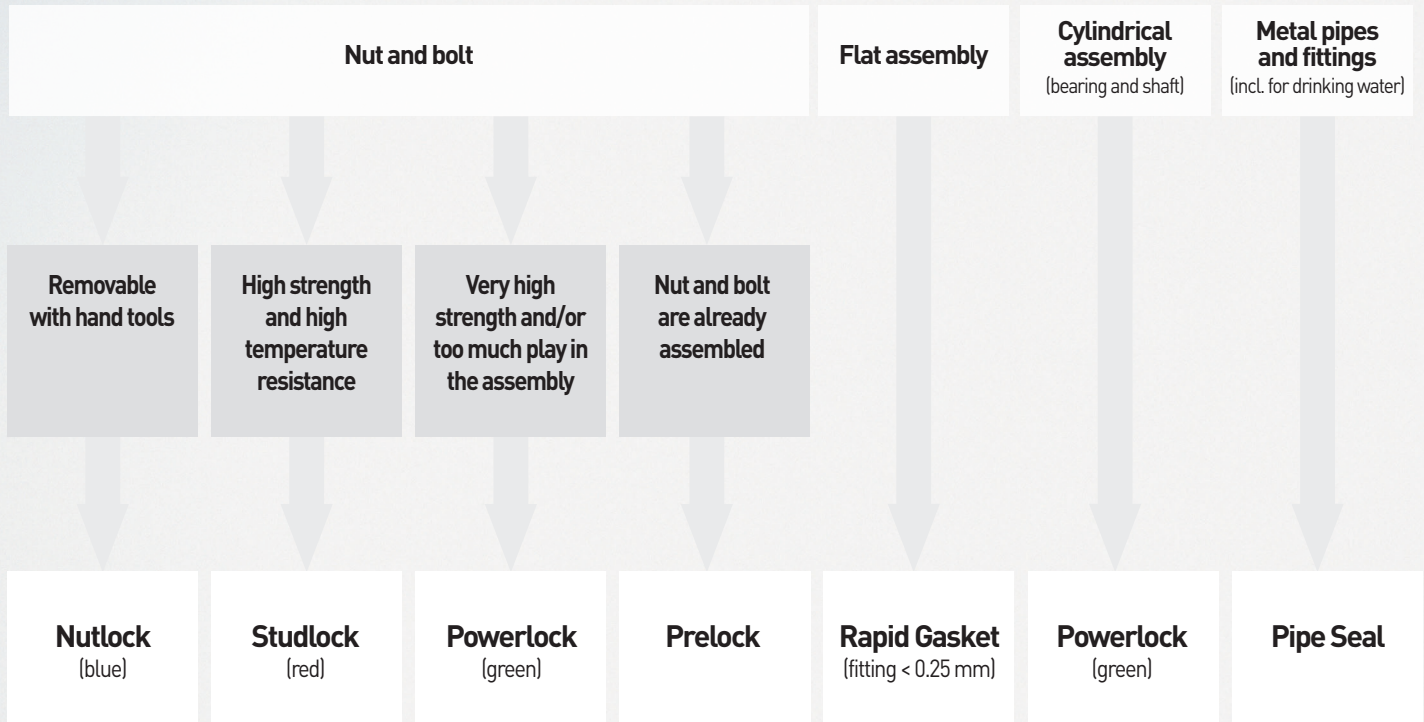 Nut and bolt
Flat assembly
Cylindrical
assembly
(bearing and shaft)
Metal pipes
and fittings
(incl. for drinking water)
Removable
with hand tools
High strength
and high
temperature
resistance
Very high
strength and/or
too much play in
the assembly
Nut and bolt
are already
assembled
Nutlock
(blue)
Studlock
(red)
Powerlock
(green)
Prelock
Rapid Gasket
(fitting < 0.25 mm)
Powerlock
(green)
Pipe Seal